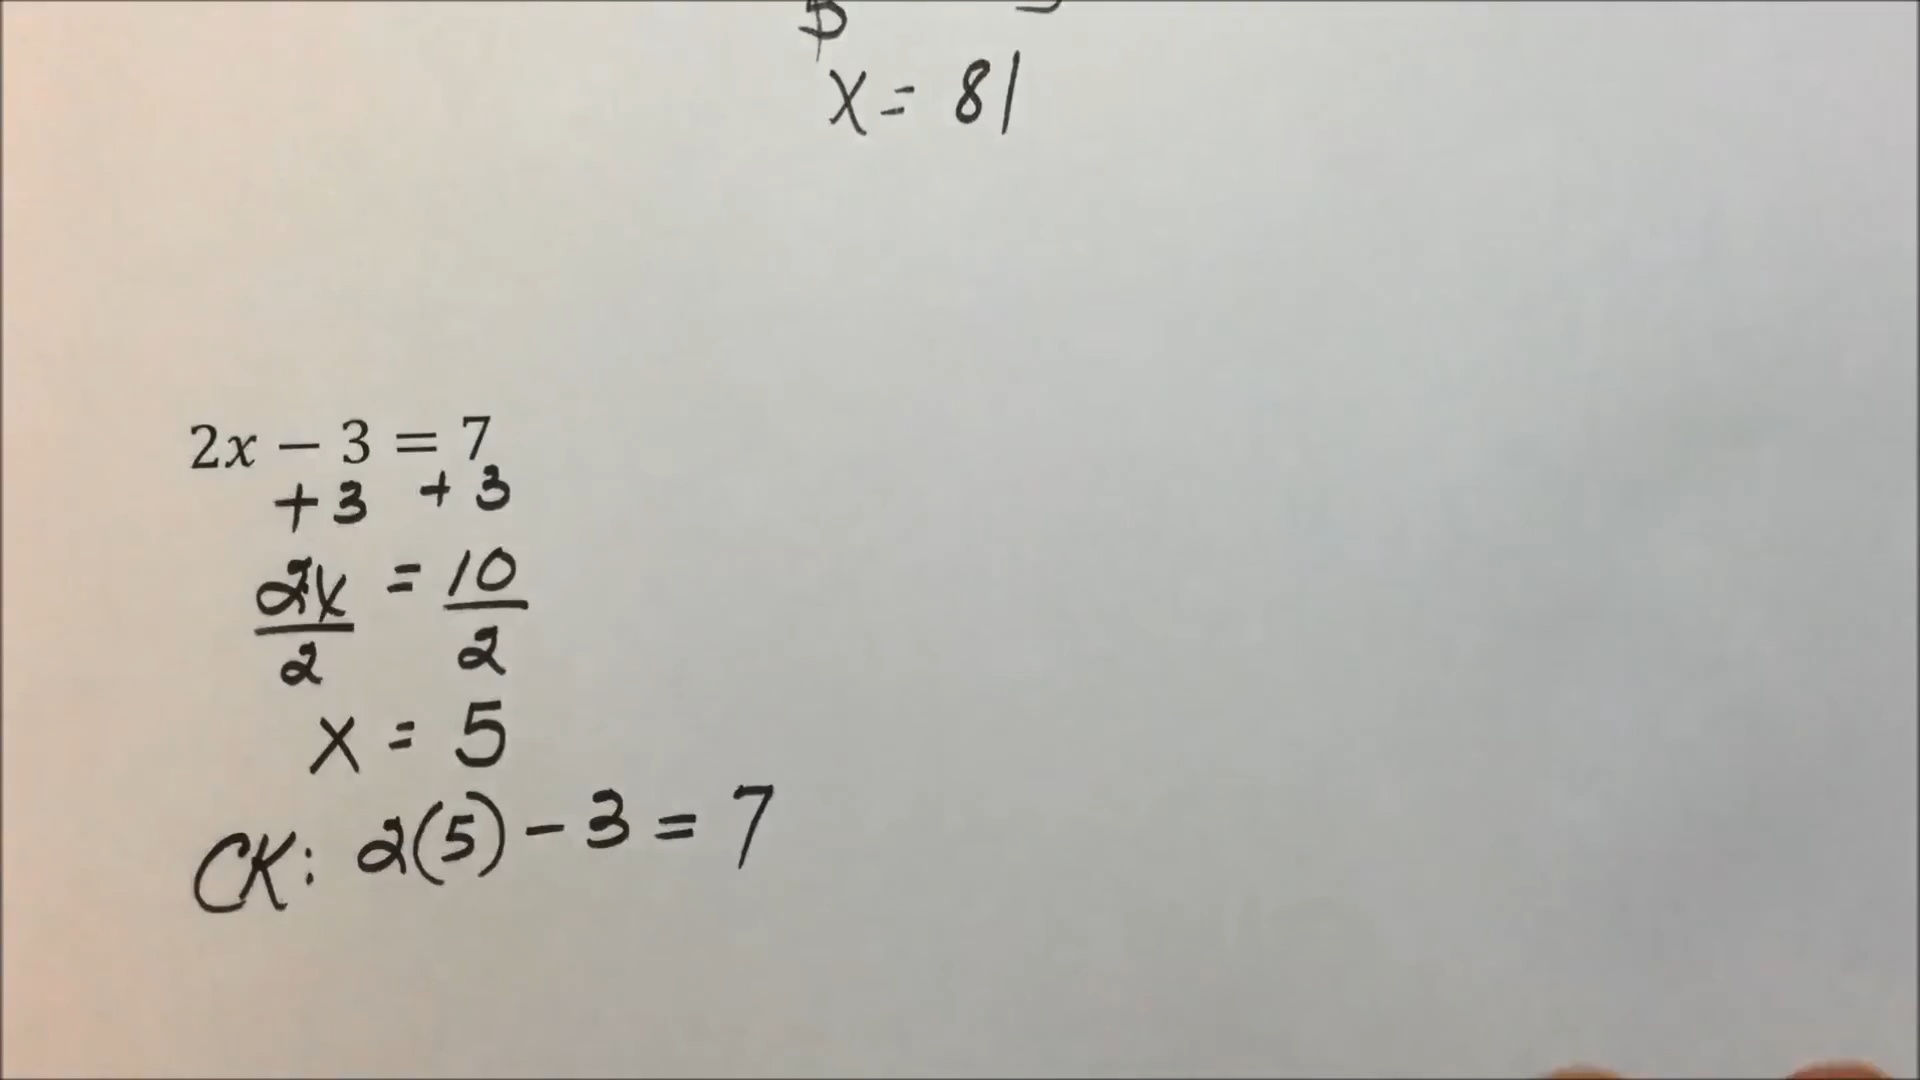 x = 81
2x − 3 = 7
+ 3 + 3
2x = 10
2 2
x = 5
CK: 2(5) - 3 = 7